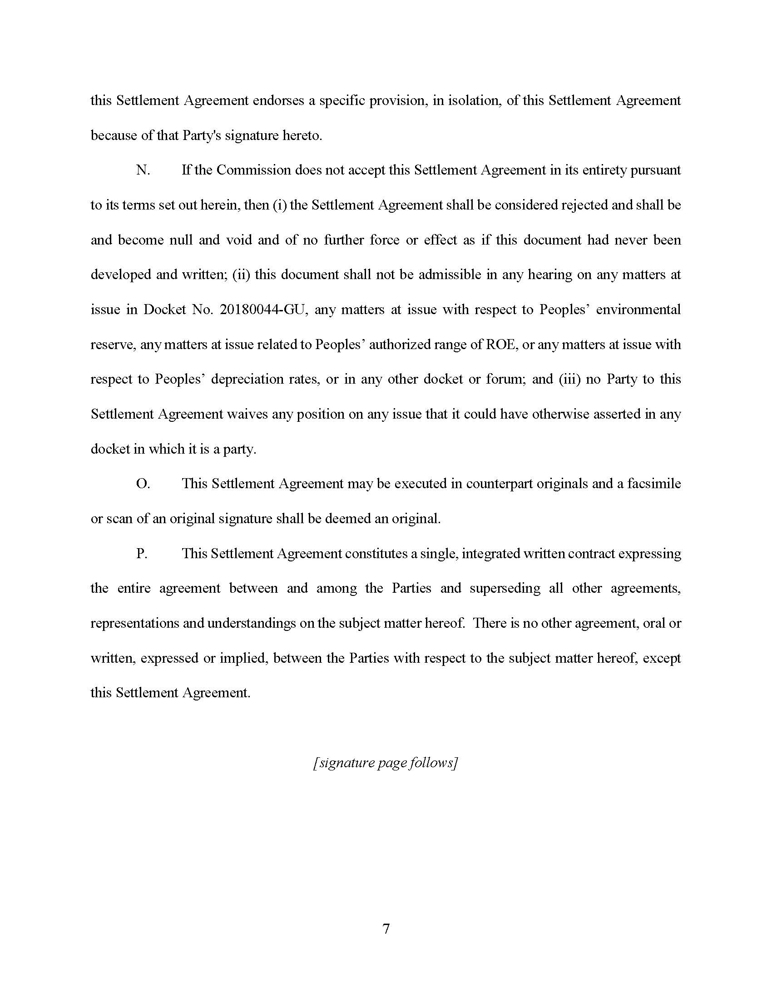 this Settlement Agreement endorses a specific provision, in isolation, of this Settlement Agreement
because of that Party's signature hereto.
N. If the Commission does not accept this Settlement Agreement in its entirety pursuant
to its terms set out herein, then (i) the Settlement Agreement shall be considered rejected and shall be
and become null and void and of no further force or effect as if this document had never been
developed and written; (ii) this document shall not be admissible in any hearing on any matters at
issue in Docket No. 20180044-GU, any matters at issue with respect to Peoples’ environmental
reserve, any matters at issue related to Peoples’ authorized range of ROE, or any matters at issue with
respect to Peoples’ depreciation rates, or in any other docket or forum; and (iii) no Party to this
Settlement Agreement waives any position on any issue that it could have otherwise asserted in any
docket in which it is a party.
O. This Settlement Agreement may be executed in counterpart originals and a facsimile
or scan of an original signature shall be deemed an original.
P. This Settlement Agreement constitutes a single, integrated written contract expressing
the entire agreement between and among the Parties and superseding all other agreements,
representations and understandings on the subject matter hereof. There is no other agreement, oral or
written, expressed or implied, between the Parties with respect to the subject matter hereof, except
this Settlement Agreement.
[signature page follows]
7